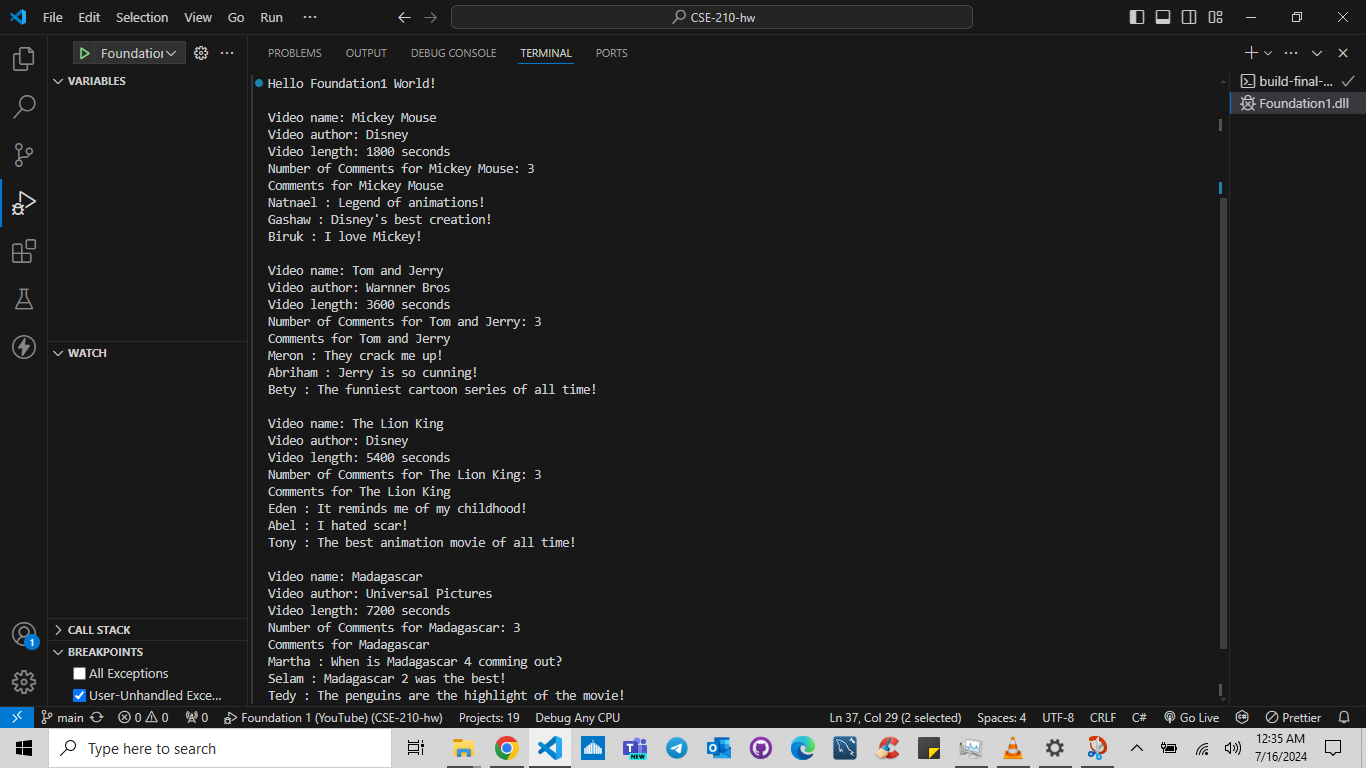 File Edit Selection View Go Run ··· CSE-210-hw
Foundation
PROBLEMS OUTPUT DEBUG CONSOLE TERMINAL PORTS
VARIABLES
WATCH
CALL STACK
BREAKPOINTS
All Exceptions
User-Unhandled Exce...
Hello Foundation1 World!
Video name: Mickey Mouse
Video author: Disney
Video length: 1800 seconds
Number of Comments for Mickey Mouse: 3
Comments for Mickey Mouse
Natnael : Legend of animations!
Gashaw : Disney's best creation!
Biruk : I love Mickey!
Video name: Tom and Jerry
Video author: Warnner Bros
Video length: 3600 seconds
Number of Comments for Tom and Jerry: 3
Comments for Tom and Jerry
Meron : They crack me up!
Abriham : Jerry is so cunning!
Bety : The funniest cartoon series of all time!
Video name: The Lion King
Video author: Disney
Video length: 5400 seconds
Number of Comments for The Lion King: 3
Comments for The Lion King
Eden : It reminds me of my childhood!
Abel : I hated scar!
Tony : The best animation movie of all time!
Video name: Madagascar
Video author: Universal Pictures
Video length: 7200 seconds
Number of Comments for Madagascar: 3
Comments for Madagascar
Martha : When is Madagascar 4 comming out?
Selam : Madagascar 2 was the best!
Tedy : The penguins are the highlight of the movie!
build-final-...
Foundation1.dll
1
main 0 0 0 Foundation 1 (YouTube) (CSE-210-hw) Projects: 19 Debug Any CPU Ln 37, Col 29 (2 selected) Spaces: 4 UTF-8 CRLF C# Go Live Prettier
Type here to search
NEW
12:35 AM
7/16/2024